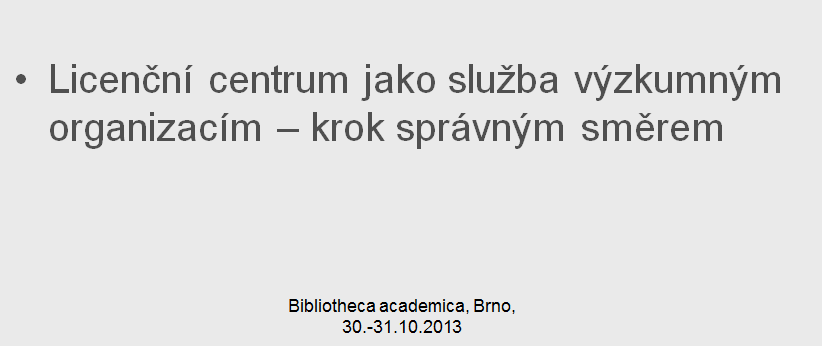 • Licenční centrum jako služba výzkumným
organizacím – krok správným směrem
Bibliotheca academica, Brno,
30.-31.10.2013